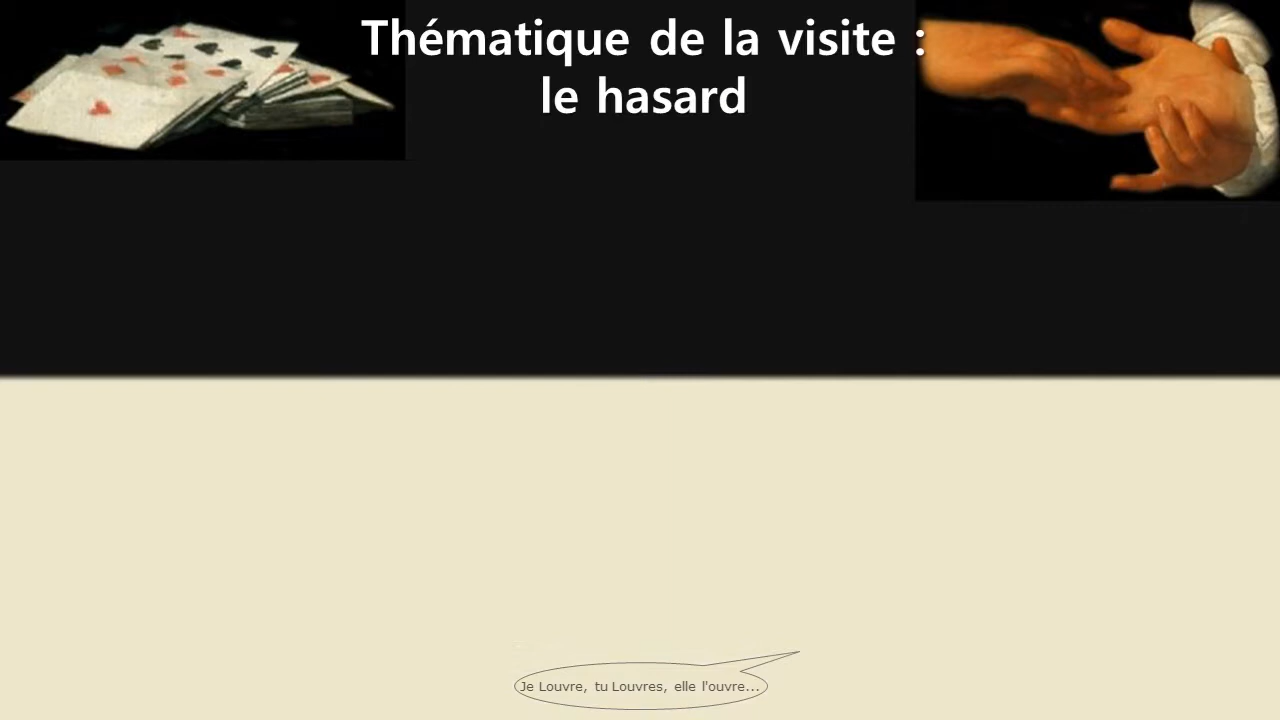 Thématique de la visite :
le hasard
Je Louvre, tu Louvres, elle l'ouvre...